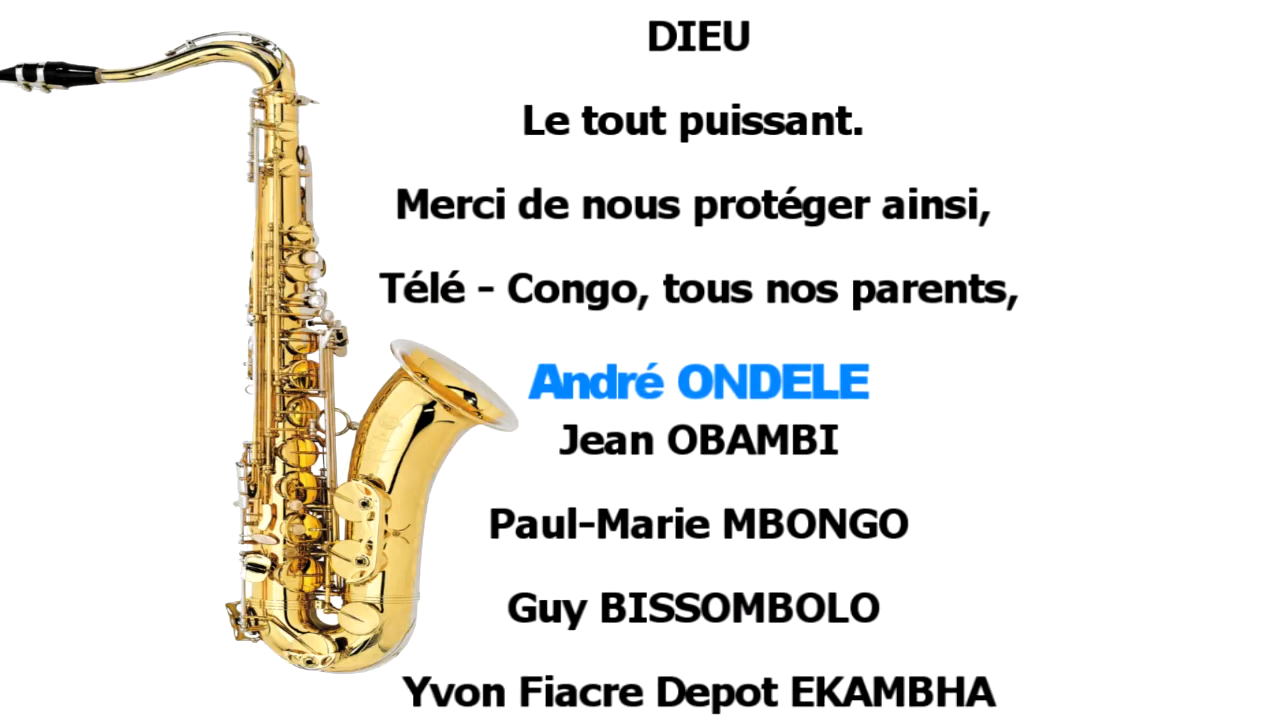 DIEU
Le tout puissant.
Merci de nous protéger ainsi,
Télé - Congo, tous nos parents,
André ONDELE
Jean OBAMBI
Paul-Marie MBONGO
Guy BISSOMBOLO
Yvon Fiacre Depot EKAMBHA